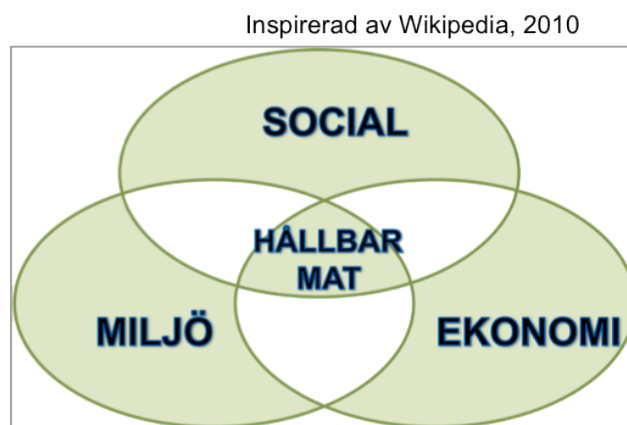 Inspirerad av Wikipedia, 2010
SOCIAL
HÅLLBAR
MAT
MILJÖ
EKONOMI